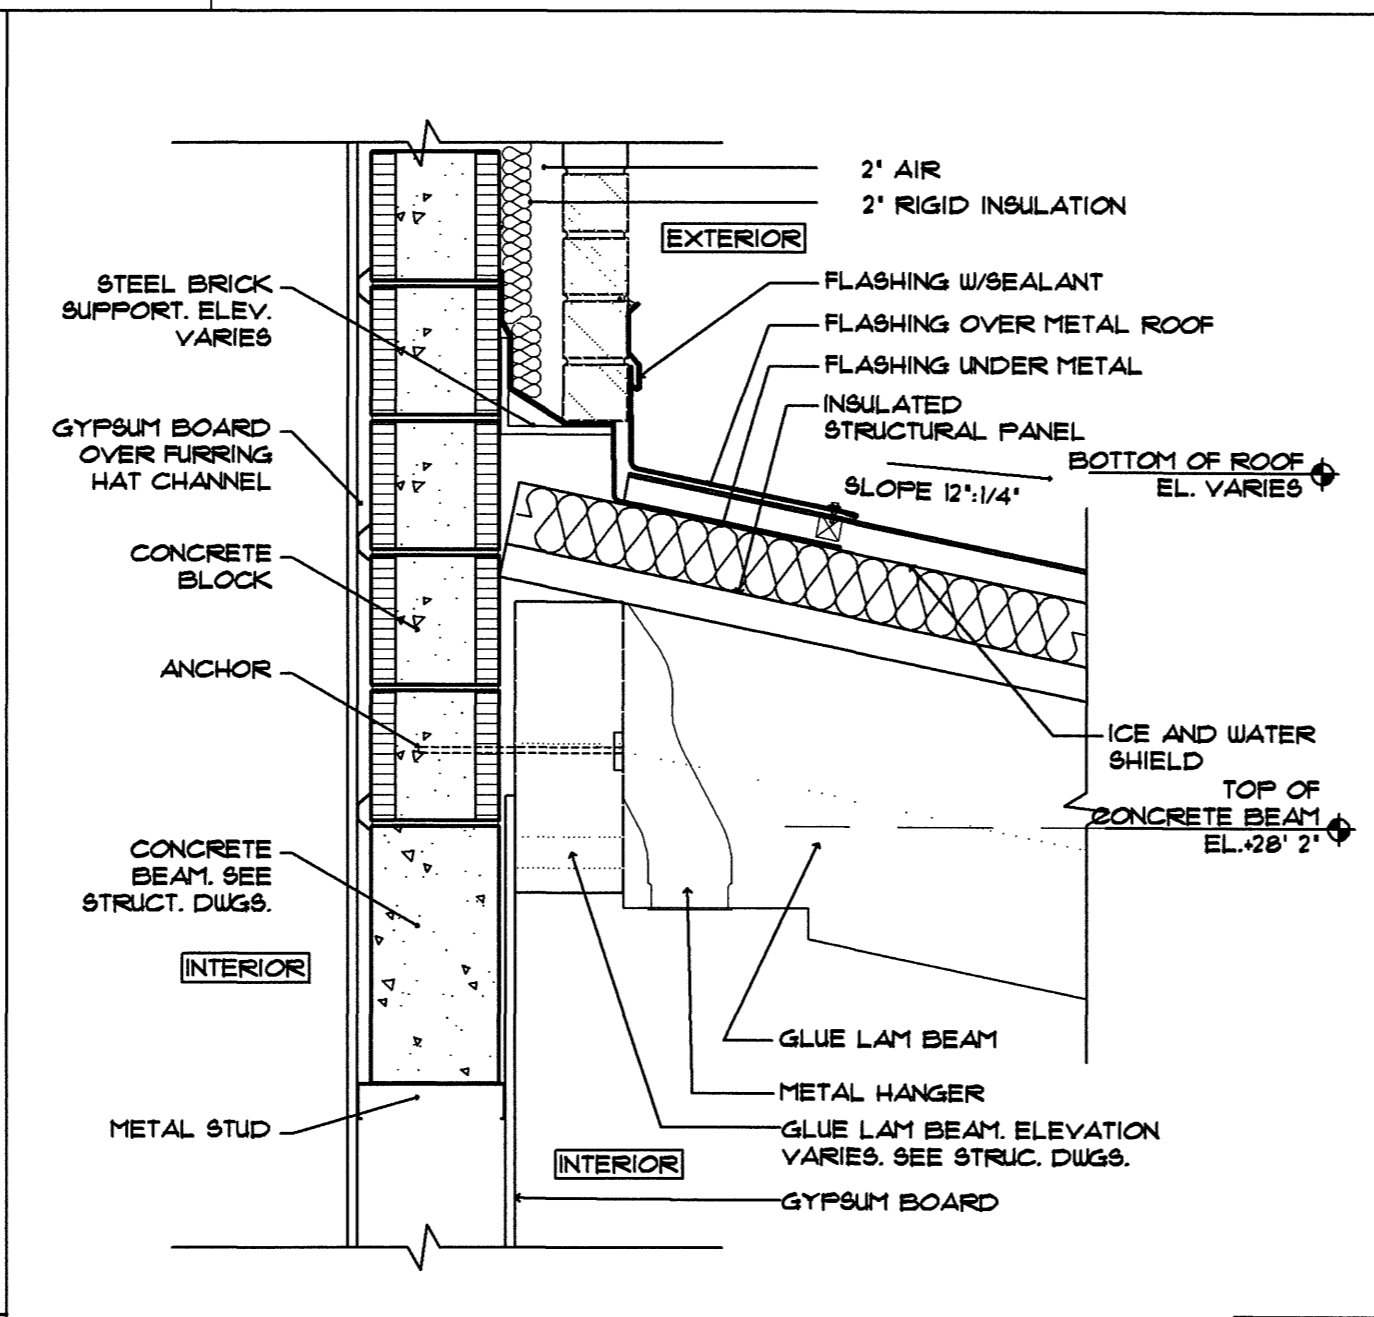 2" AIR
2" RIGID INSULATION
EXTERIOR
STEEL BRICK
SUPPORT. ELEV.
VARIES
FLASHING W/SEALANT
FLASHING OVER METAL ROOF
FLASHING UNDER METAL
INSULATED
STRUCTURAL PANEL
GYPSUM BOARD
OVER FURRING
HAT CHANNEL
BOTTOM OF ROOF
EL. VARIES
SLOPE 12":1/4"
CONCRETE
BLOCK
ANCHOR
ICE AND WATER
SHIELD
TOP OF
CONCRETE BEAM
EL.+28' 2"
CONCRETE
BEAM. SEE
STRUCT. DWGS.
INTERIOR
GLUE LAM BEAM
METAL HANGER
METAL STUD
GLUE LAM BEAM. ELEVATION
VARIES. SEE STRUC. DWGS.
INTERIOR
GYPSUM BOARD